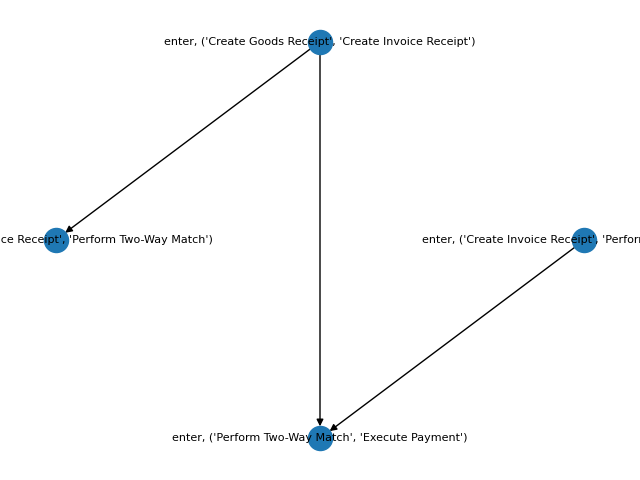 enter, ('Create Goods Receipt', 'Create Invoice Receipt')
ce Receipt', 'Perform Two-Way Match')
enter, ('Create Invoice Receipt', 'Perfor
enter, ('Perform Two-Way Match', 'Execute Payment')